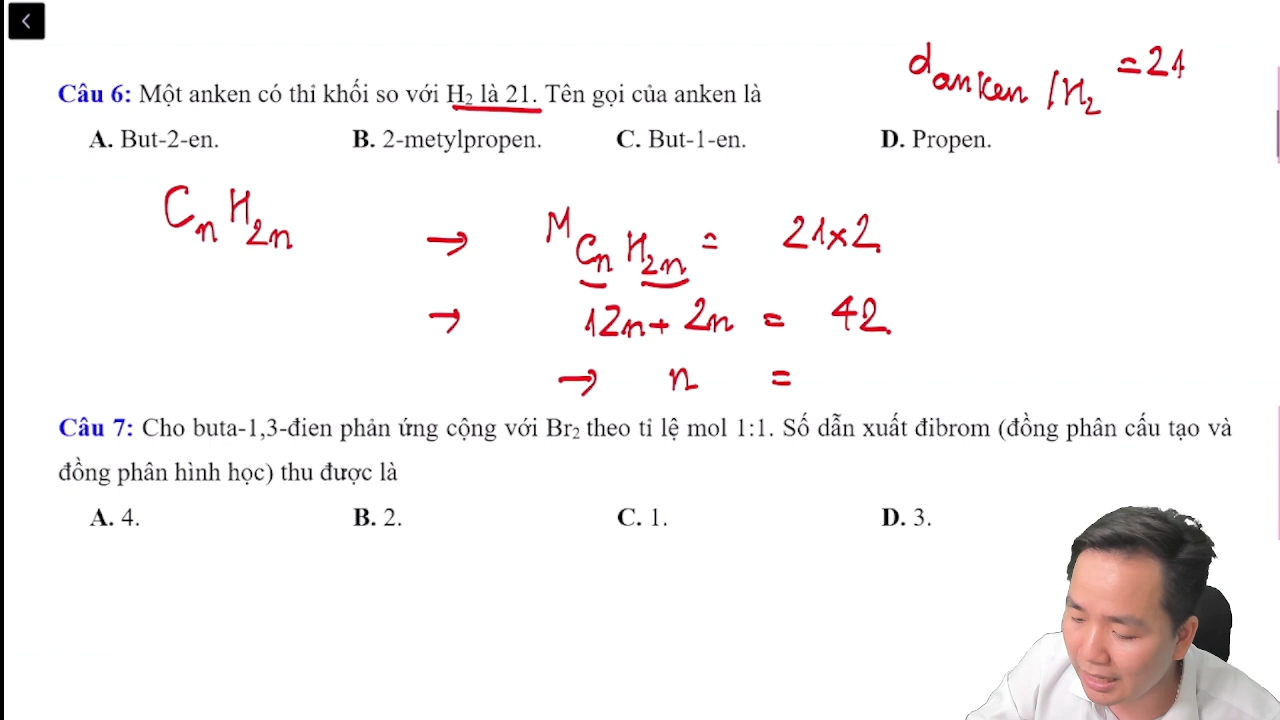 d anken / H₂ = 21
Câu 6: Một anken có thỉ khối so với H₂ là 21. Tên gọi của anken là
A. But-2-en. B. 2-metylpropen. C. But-1-en. D. Propen.
CnH2n → M CnH2n = 21×2
→ 12n + 2n = 42
→ n =
Câu 7: Cho buta-1,3-đien phản ứng cộng với Br₂ theo tỉ lệ mol 1:1. Số dẫn xuất đibrom (đồng phân cấu tạo và
đồng phân hình học) thu được là
A. 4. B. 2. C. 1. D. 3.